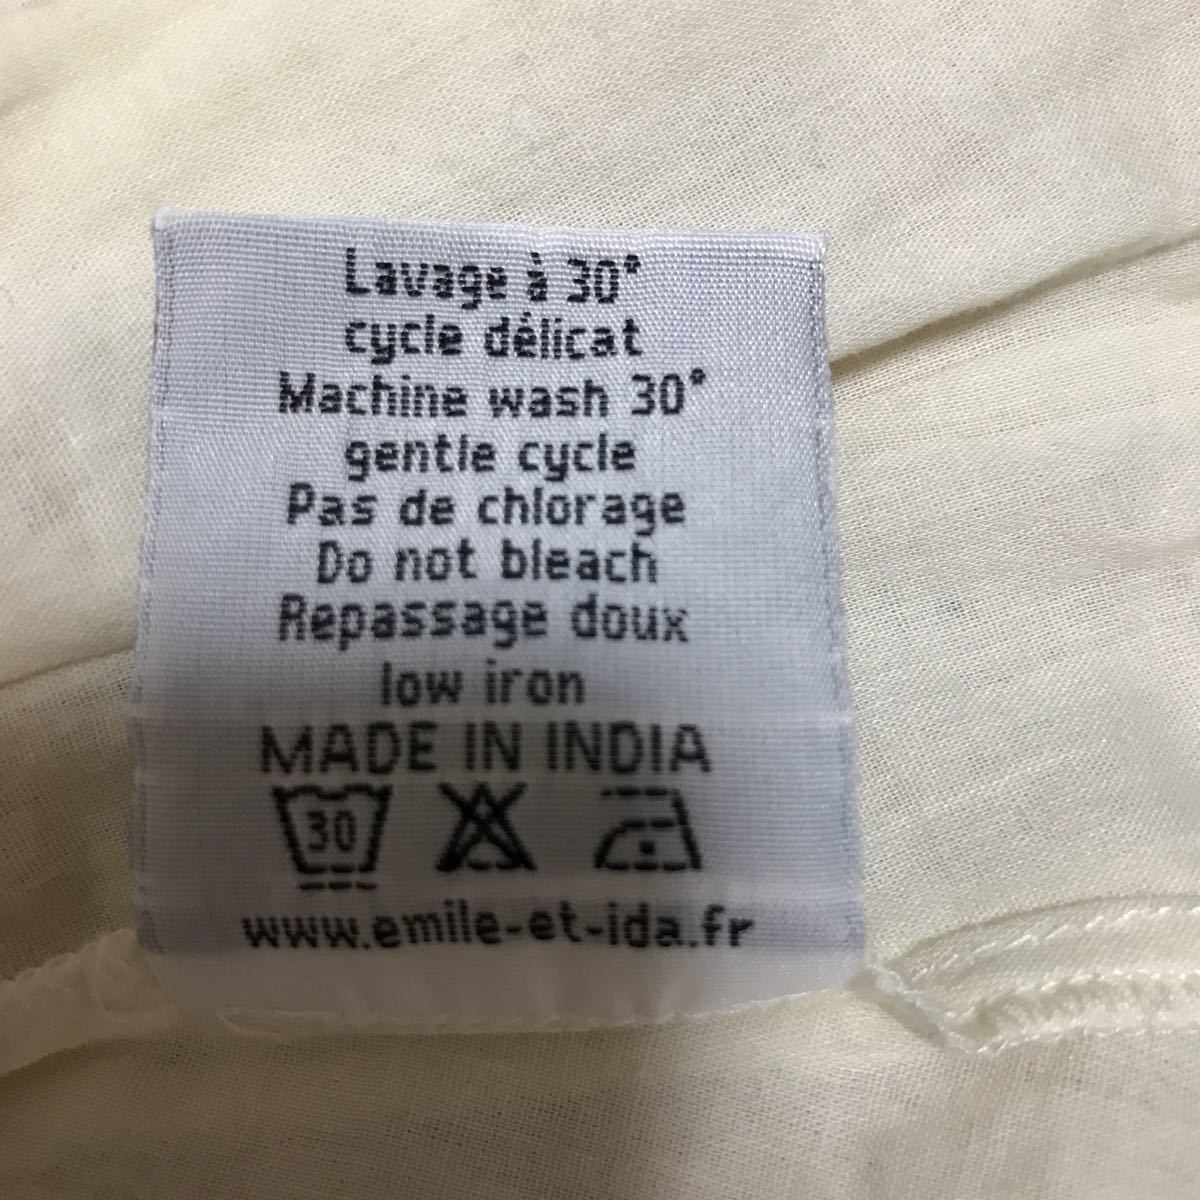 Lavage à 30°
cycle délicat
Machine wash 30°
gentle cycle
Pas de chlorage
Do not bleach
Repassage doux
low iron
MADE IN INDIA
30
www.emile-et-ida.fr